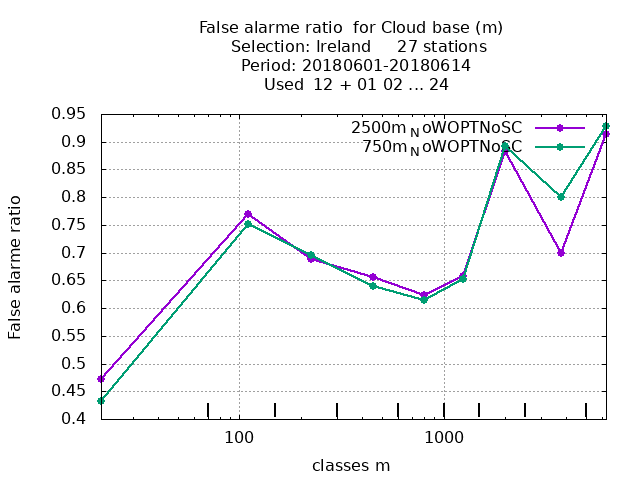 False alarme ratio  for Cloud base (m)
Selection: Ireland     27 stations
Period: 20180601-20180614
Used  12 + 01 02 ... 24
2500m_NoWOPTNoSC
750m_NoWOPTNoSC
0.95
0.9
0.85
0.8
0.75
0.7
0.65
0.6
0.55
0.5
0.45
0.4
False alarme ratio
100
1000
classes m